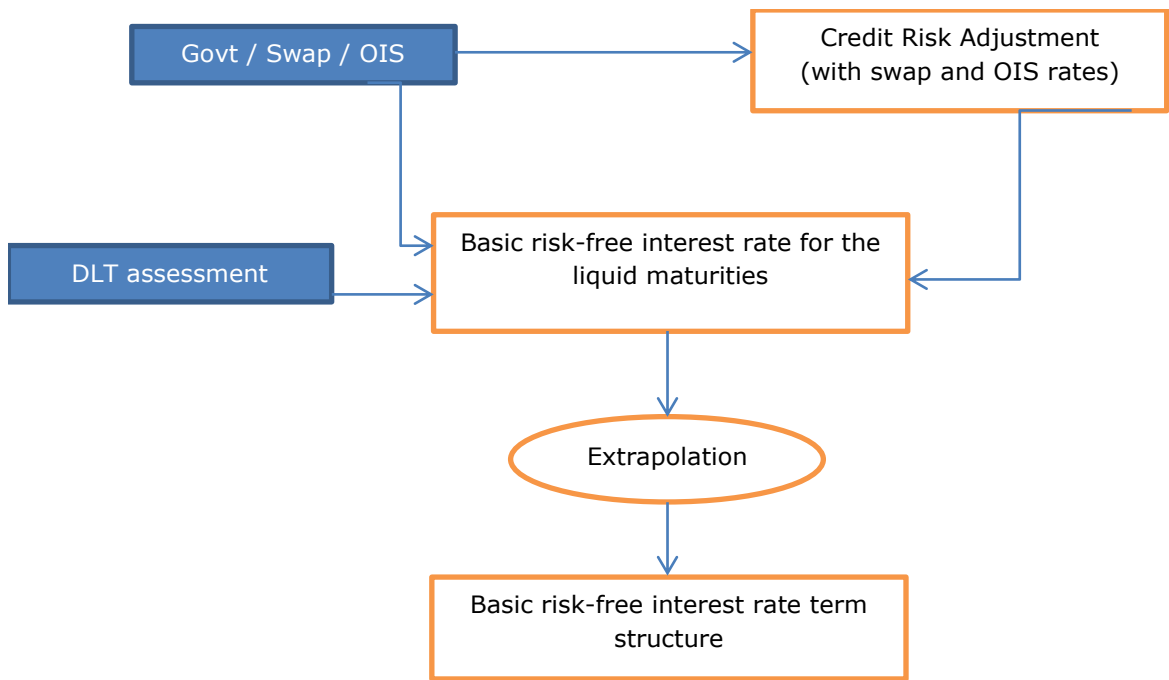 Govt / Swap / OIS
Credit Risk Adjustment
(with swap and OIS rates)
Basic risk-free interest rate for the
liquid maturities
DLT assessment
Extrapolation
Basic risk-free interest rate term
structure